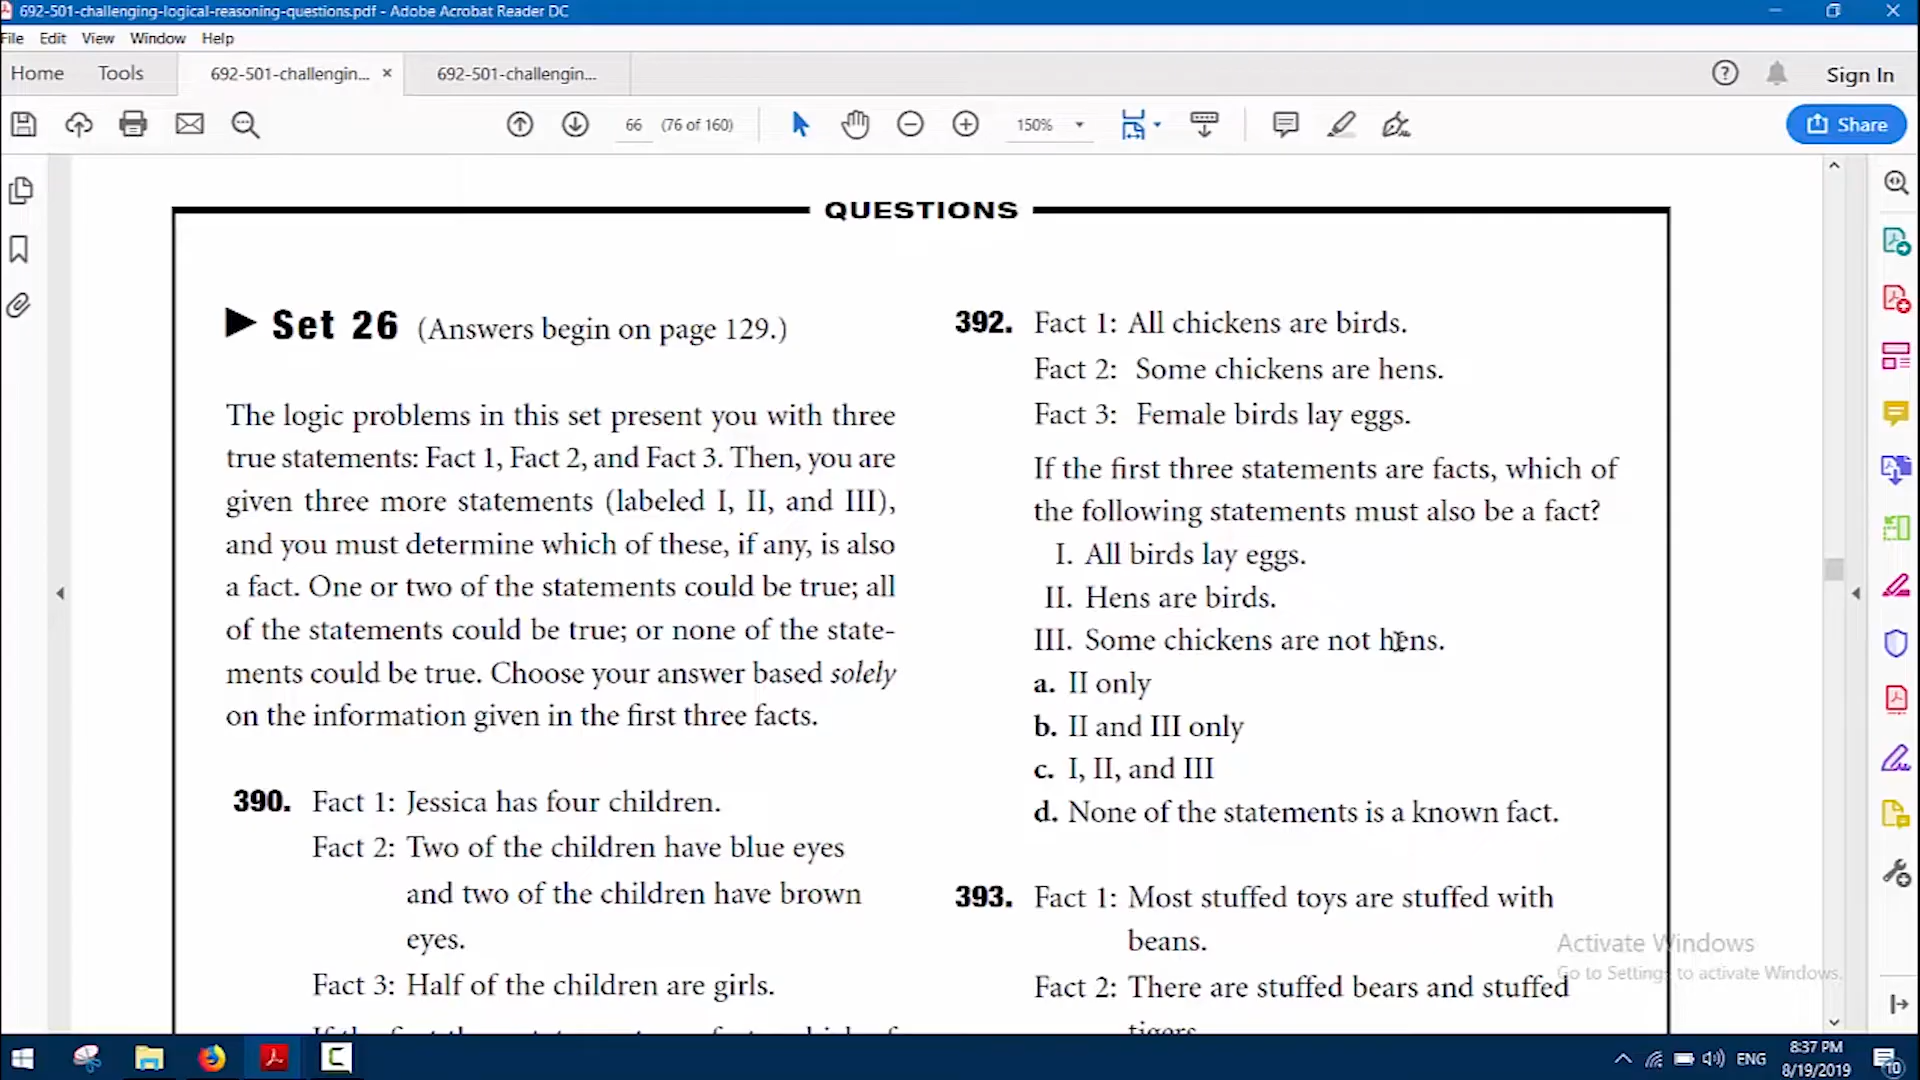 692-501-challenging-logical-reasoning-questions.pdf - Adobe Acrobat Reader DC
File Edit View Window Help
Home Tools 692-501-challengin... × 692-501-challengin... Sign In
66 (76 of 160) 150% Share
QUESTIONS
Set 26 (Answers begin on page 129.)
The logic problems in this set present you with three
true statements: Fact 1, Fact 2, and Fact 3. Then, you are
given three more statements (labeled I, II, and III),
and you must determine which of these, if any, is also
a fact. One or two of the statements could be true; all
of the statements could be true; or none of the state-
ments could be true. Choose your answer based solely
on the information given in the first three facts.
390. Fact 1: Jessica has four children.
Fact 2: Two of the children have blue eyes
and two of the children have brown
eyes.
Fact 3: Half of the children are girls.
392. Fact 1: All chickens are birds.
Fact 2: Some chickens are hens.
Fact 3: Female birds lay eggs.
If the first three statements are facts, which of
the following statements must also be a fact?
I. All birds lay eggs.
II. Hens are birds.
III. Some chickens are not hens.
a. II only
b. II and III only
c. I, II, and III
d. None of the statements is a known fact.
393. Fact 1: Most stuffed toys are stuffed with
beans.
Fact 2: There are stuffed bears and stuffed
tigers.
Activate Windows
Go to Settings to activate Windows.
ENG
8:37 PM
8/19/2019
10